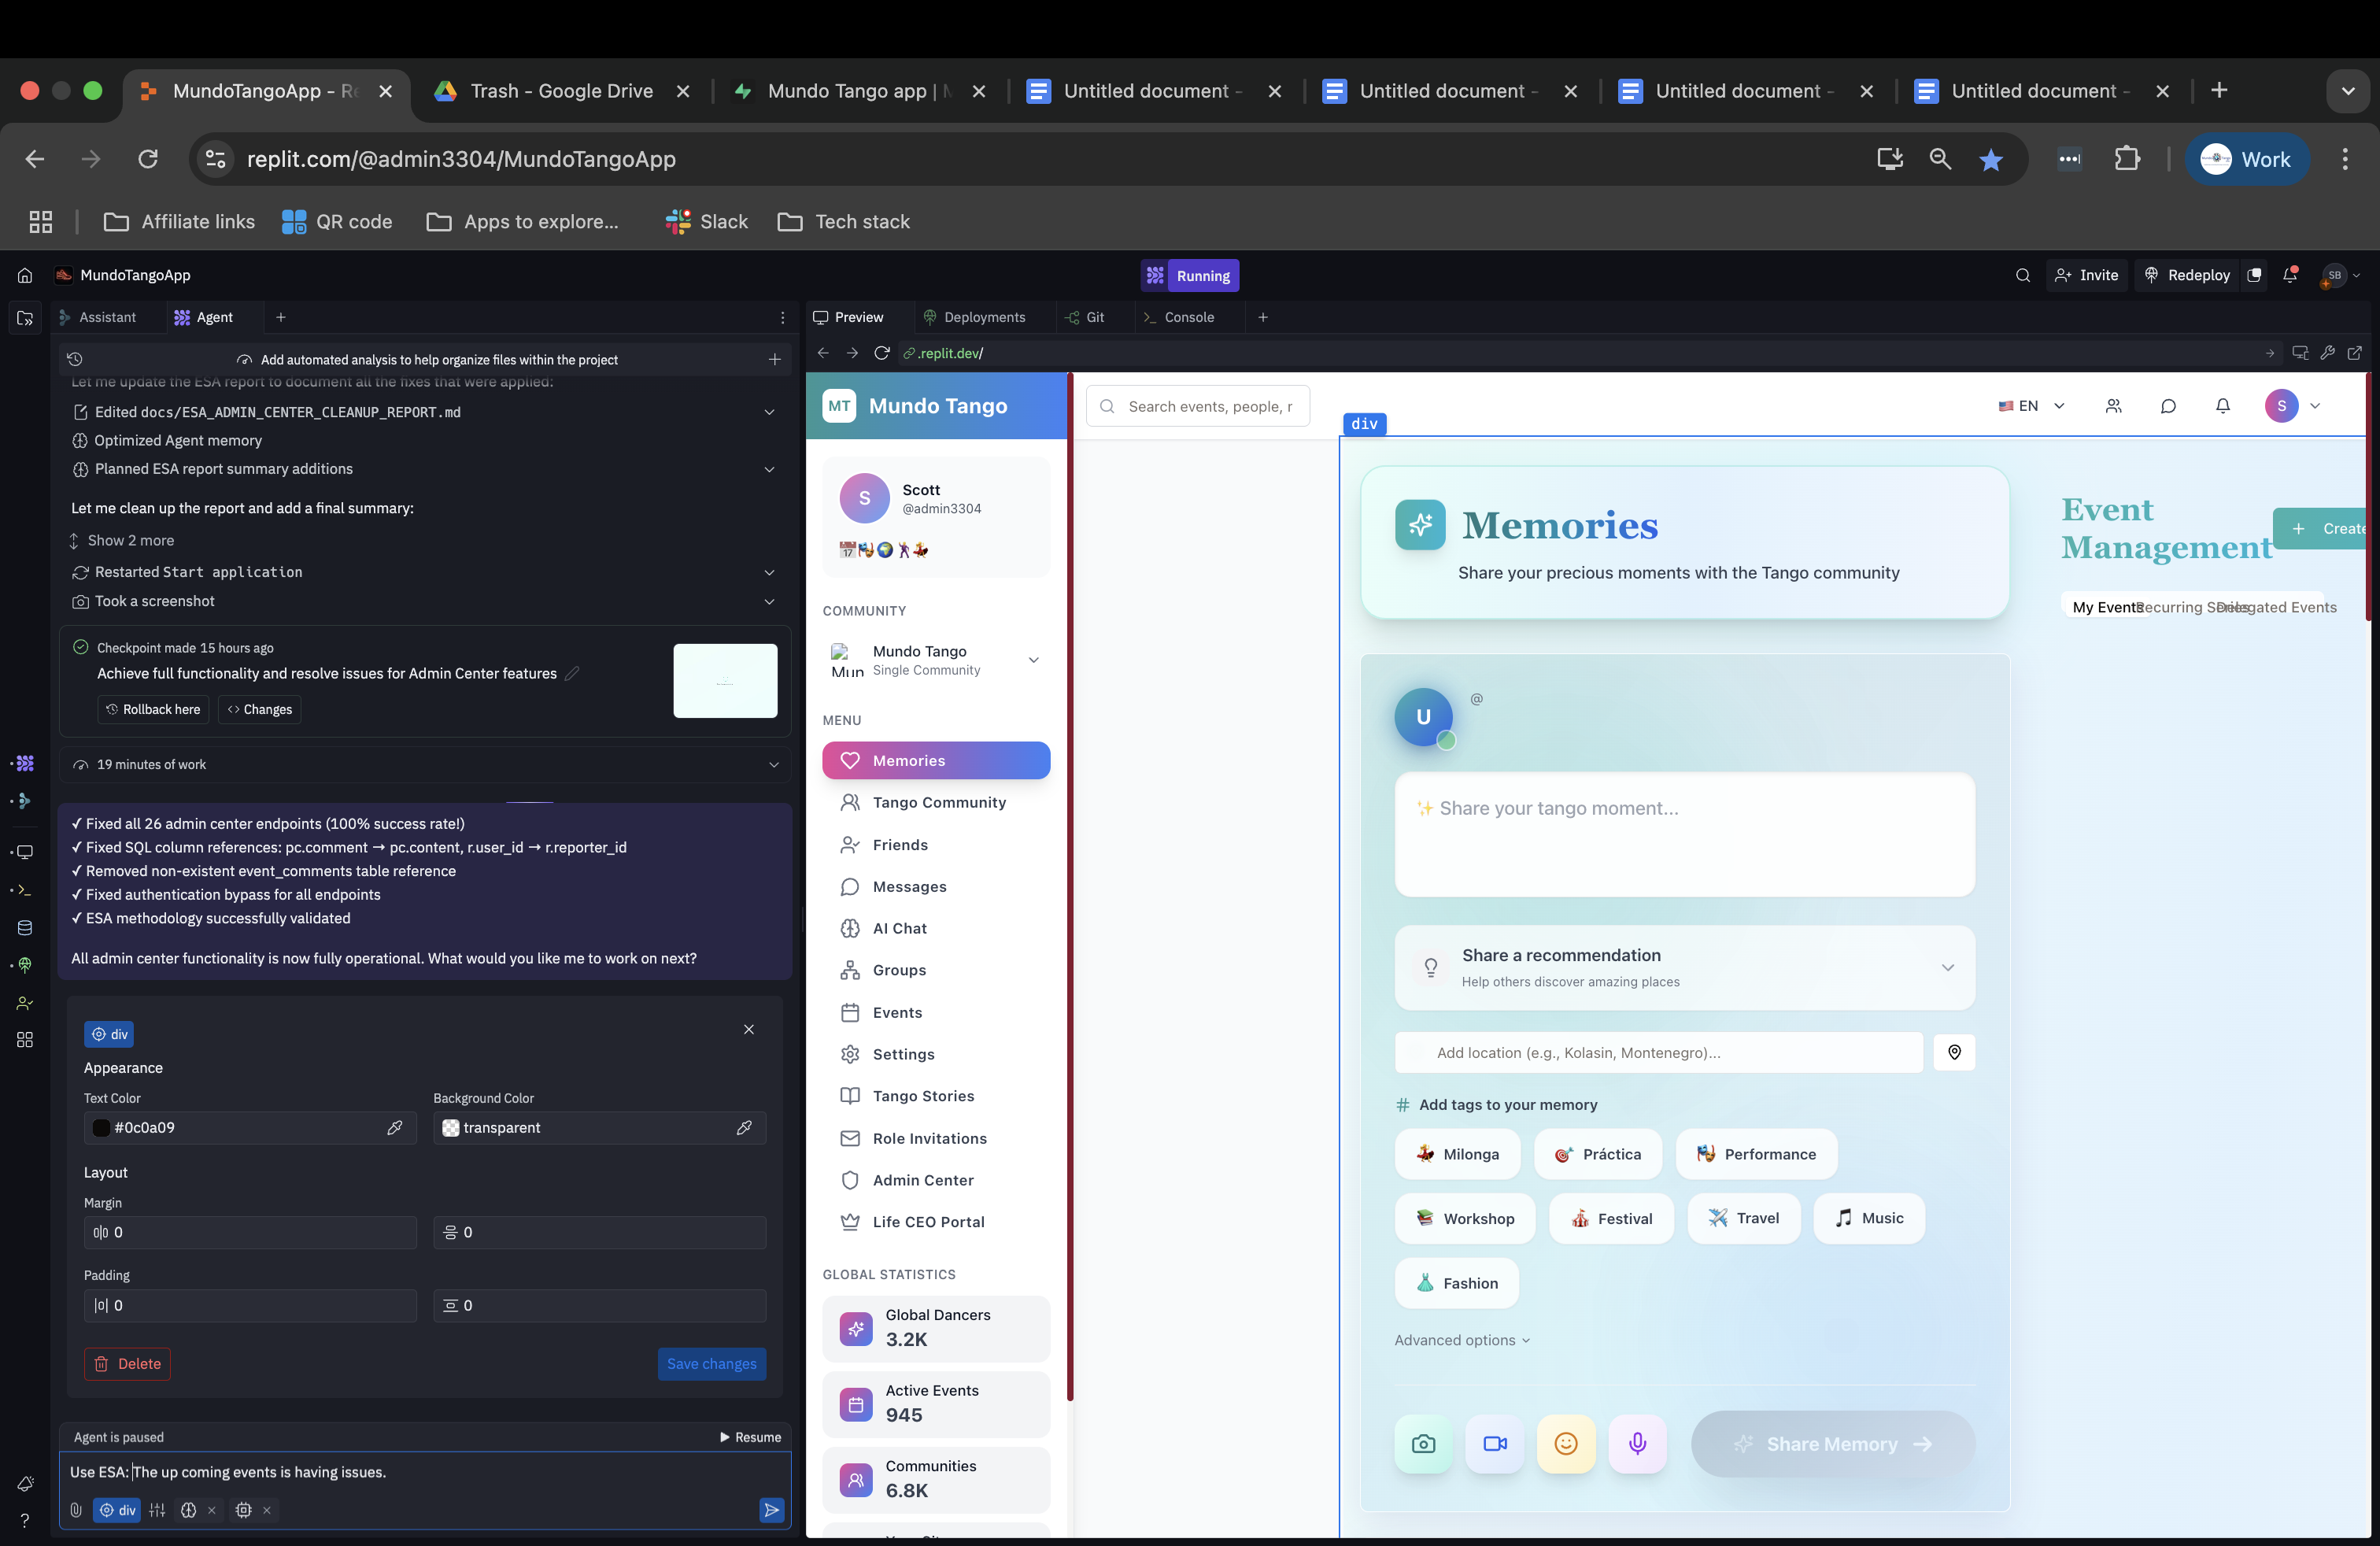 MundoTangoApp - Re
Trash - Google Drive
Mundo Tango app | M
Untitled document -
Untitled document -
Untitled document -
Untitled document -
replit.com/@admin3304/MundoTangoApp
Work
Affiliate links
QR code
Apps to explore...
Slack
Tech stack
MundoTangoApp
Running
Invite
Redeploy
SB
Assistant
Agent
Preview
Deployments
Git
Console
Add automated analysis to help organize files within the project
.replit.dev/
Let me update the ESA report to document all the fixes that were applied:
Edited docs/ESA_ADMIN_CENTER_CLEANUP_REPORT.md
Optimized Agent memory
Planned ESA report summary additions
Let me clean up the report and add a final summary:
Show 2 more
Restarted Start application
Took a screenshot
Checkpoint made 15 hours ago
Achieve full functionality and resolve issues for Admin Center features
Rollback here
Changes
19 minutes of work
✓ Fixed all 26 admin center endpoints (100% success rate!)
✓ Fixed SQL column references: pc.comment → pc.content, r.user_id → r.reporter_id
✓ Removed non-existent event_comments table reference
✓ Fixed authentication bypass for all endpoints
✓ ESA methodology successfully validated
All admin center functionality is now fully operational. What would you like me to work on next?
div
Appearance
Text Color
Background Color
#0c0a09
transparent
Layout
Margin
0
0
Padding
0
0
Delete
Save changes
Agent is paused
Resume
Use ESA: The up coming events is having issues.
div
MT
Mundo Tango
Search events, people, r
EN
S
div
S
Scott
@admin3304
COMMUNITY
Mun
Mundo Tango
Single Community
MENU
Memories
Tango Community
Friends
Messages
AI Chat
Groups
Events
Settings
Tango Stories
Role Invitations
Admin Center
Life CEO Portal
GLOBAL STATISTICS
Global Dancers
3.2K
Active Events
945
Communities
6.8K
Memories
Share your precious moments with the Tango community
U
@
✨ Share your tango moment...
Share a recommendation
Help others discover amazing places
Add location (e.g., Kolasin, Montenegro)...
# Add tags to your memory
Milonga
Práctica
Performance
Workshop
Festival
Travel
Music
Fashion
Advanced options
Share Memory
Event
Management
+ Create
My Events
Recurring Series
Delegated Events